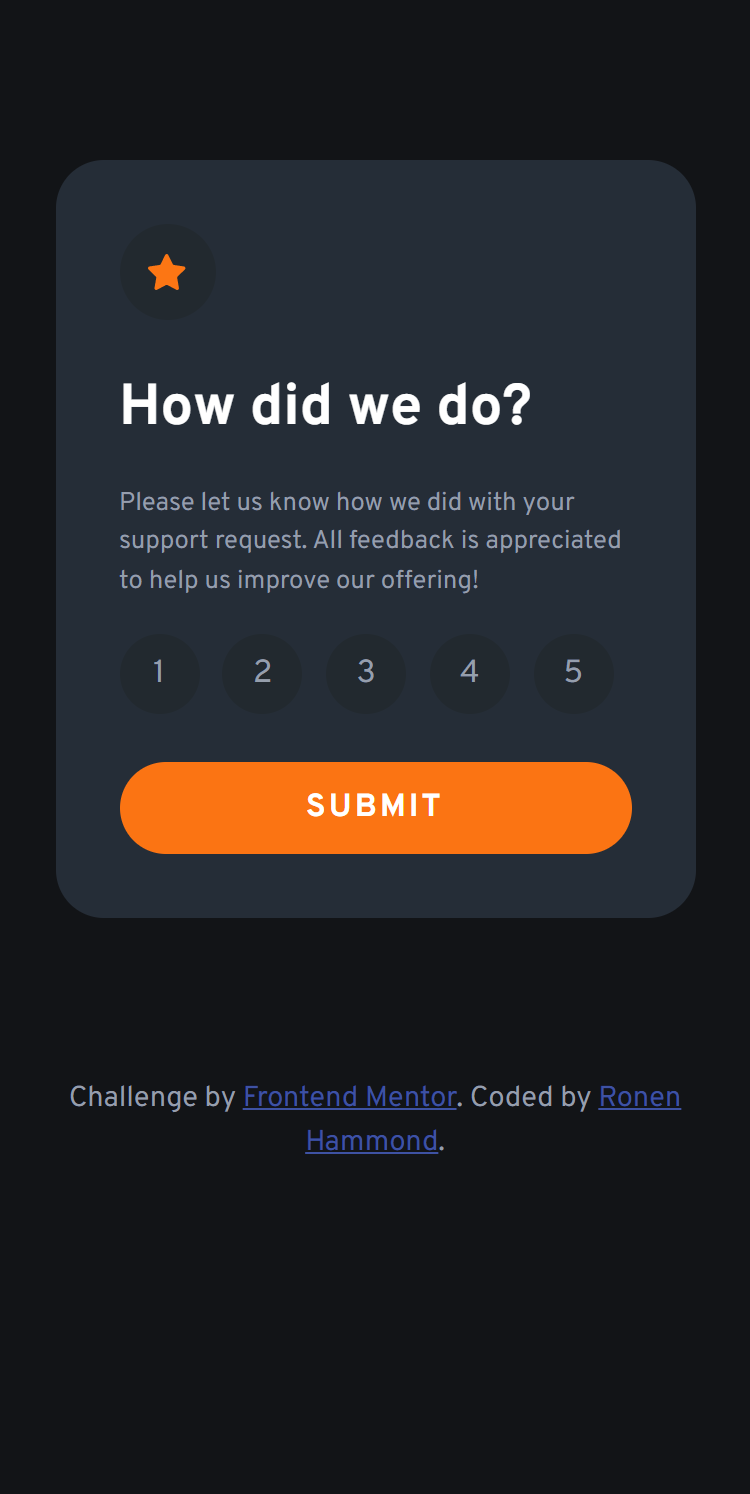 How did we do?
Please let us know how we did with your
support request. All feedback is appreciated
to help us improve our offering!
1 2 3 4 5
SUBMIT
Challenge by Frontend Mentor. Coded by Ronen
Hammond.